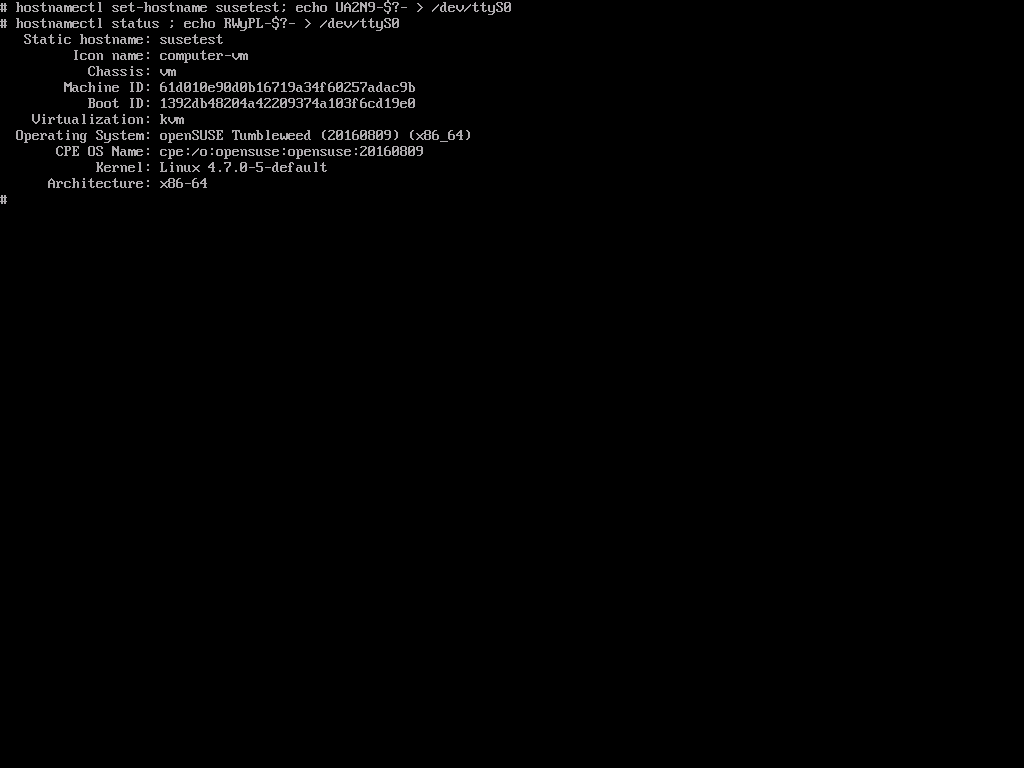 # hostnamectl set-hostname susetest; echo UA2N9-$?- > /dev/ttyS0
# hostnamectl status ; echo RWyPL-$?- > /dev/ttyS0
   Static hostname: susetest
         Icon name: computer-vm
           Chassis: vm
        Machine ID: 61d010e90d0b16719a34f60257adac9b
           Boot ID: 1392db48204a42209374a103f6cd19e0
    Virtualization: kvm
  Operating System: openSUSE Tumbleweed (20160809) (x86_64)
       CPE OS Name: cpe:/o:opensuse:opensuse:20160809
            Kernel: Linux 4.7.0-5-default
      Architecture: x86-64
#